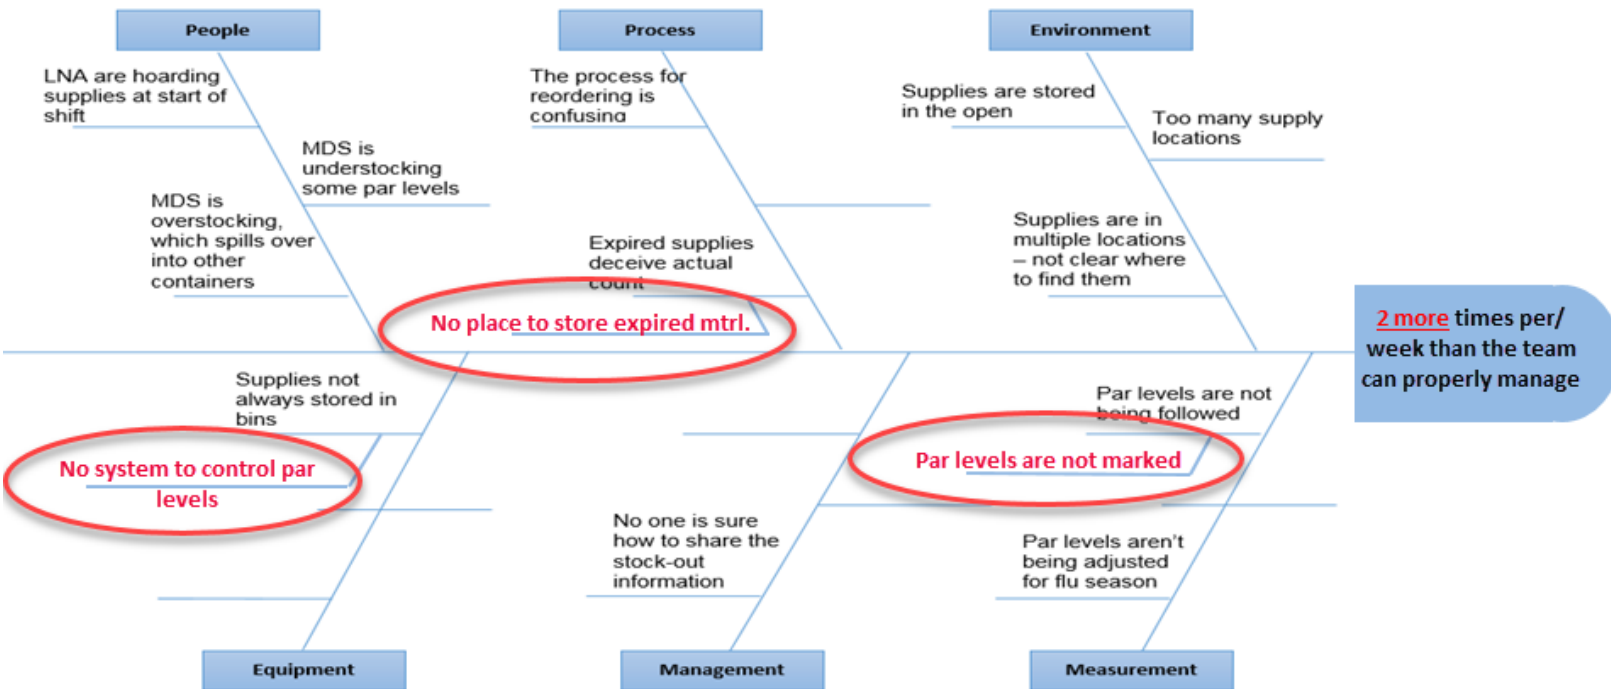 People
Process
Environment
LNA are hoarding
supplies at start of
shift
MDS is
understocking
some par levels
MDS is
overstocking,
which spills over
into other
containers
The process for
reordering is
confusing
Expired supplies
deceive actual
count
No place to store expired mtrl.
Supplies are stored
in the open
Too many supply
locations
Supplies are in
multiple locations
– not clear where
to find them
2 more times per/
week than the team
can properly manage
Supplies not
always stored in
bins
No system to control par
levels
No one is sure
how to share the
stock-out
information
Par levels are not
being followed
Par levels are not marked
Par levels aren't
being adjusted
for flu season
Equipment
Management
Measurement